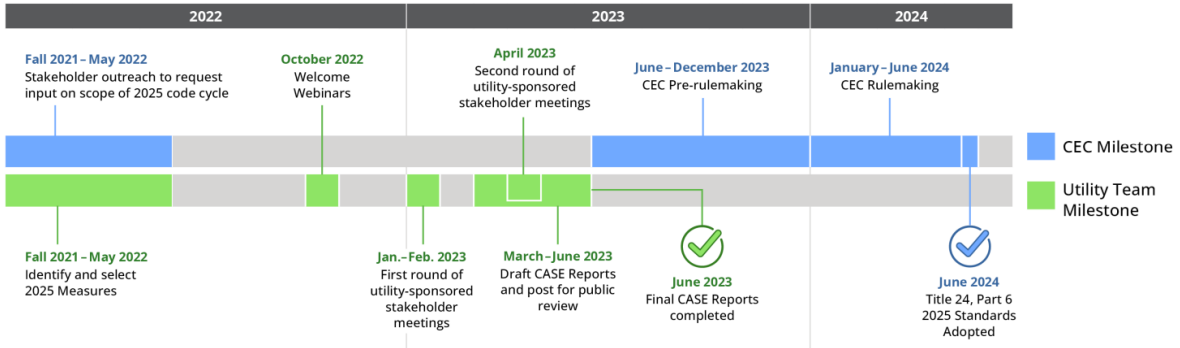 2022
2023
2024
Fall 2021 – May 2022
Stakeholder outreach to request
input on scope of 2025 code cycle
October 2022
Welcome
Webinars
April 2023
Second round of
utility-sponsored
stakeholder meetings
June – December 2023
CEC Pre-rulemaking
January – June 2024
CEC Rulemaking
CEC Milestone
Utility Team
Milestone
Fall 2021 – May 2022
Identify and select
2025 Measures
Jan.– Feb. 2023
First round of
utility-sponsored
stakeholder
meetings
March – June 2023
Draft CASE Reports
and post for public
review
June 2023
Final CASE Reports
completed
June 2024
Title 24, Part 6
2025 Standards
Adopted